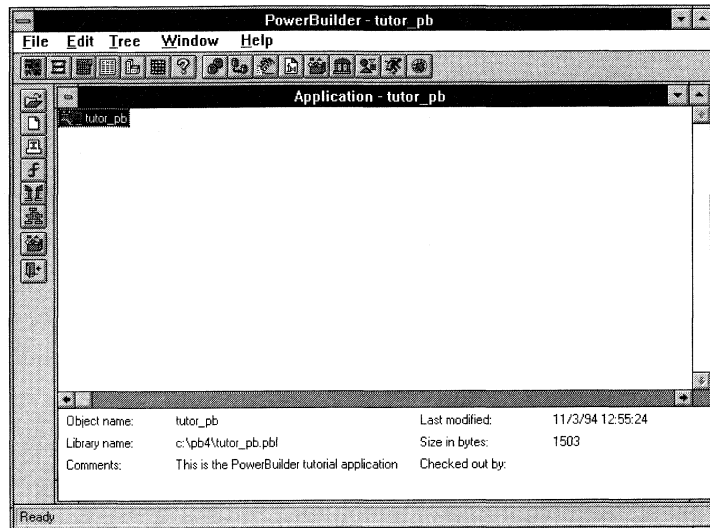 PowerBuilder - tutor_pb
File Edit Tree Window Help
Application - tutor_pb
tutor_pb
Object name: tutor_pb Last modified: 11/3/94 12:55:24
Library name: c:\pb4\tutor_pb.pbl Size in bytes: 1503
Comments: This is the PowerBuilder tutorial application Checked out by:
Ready